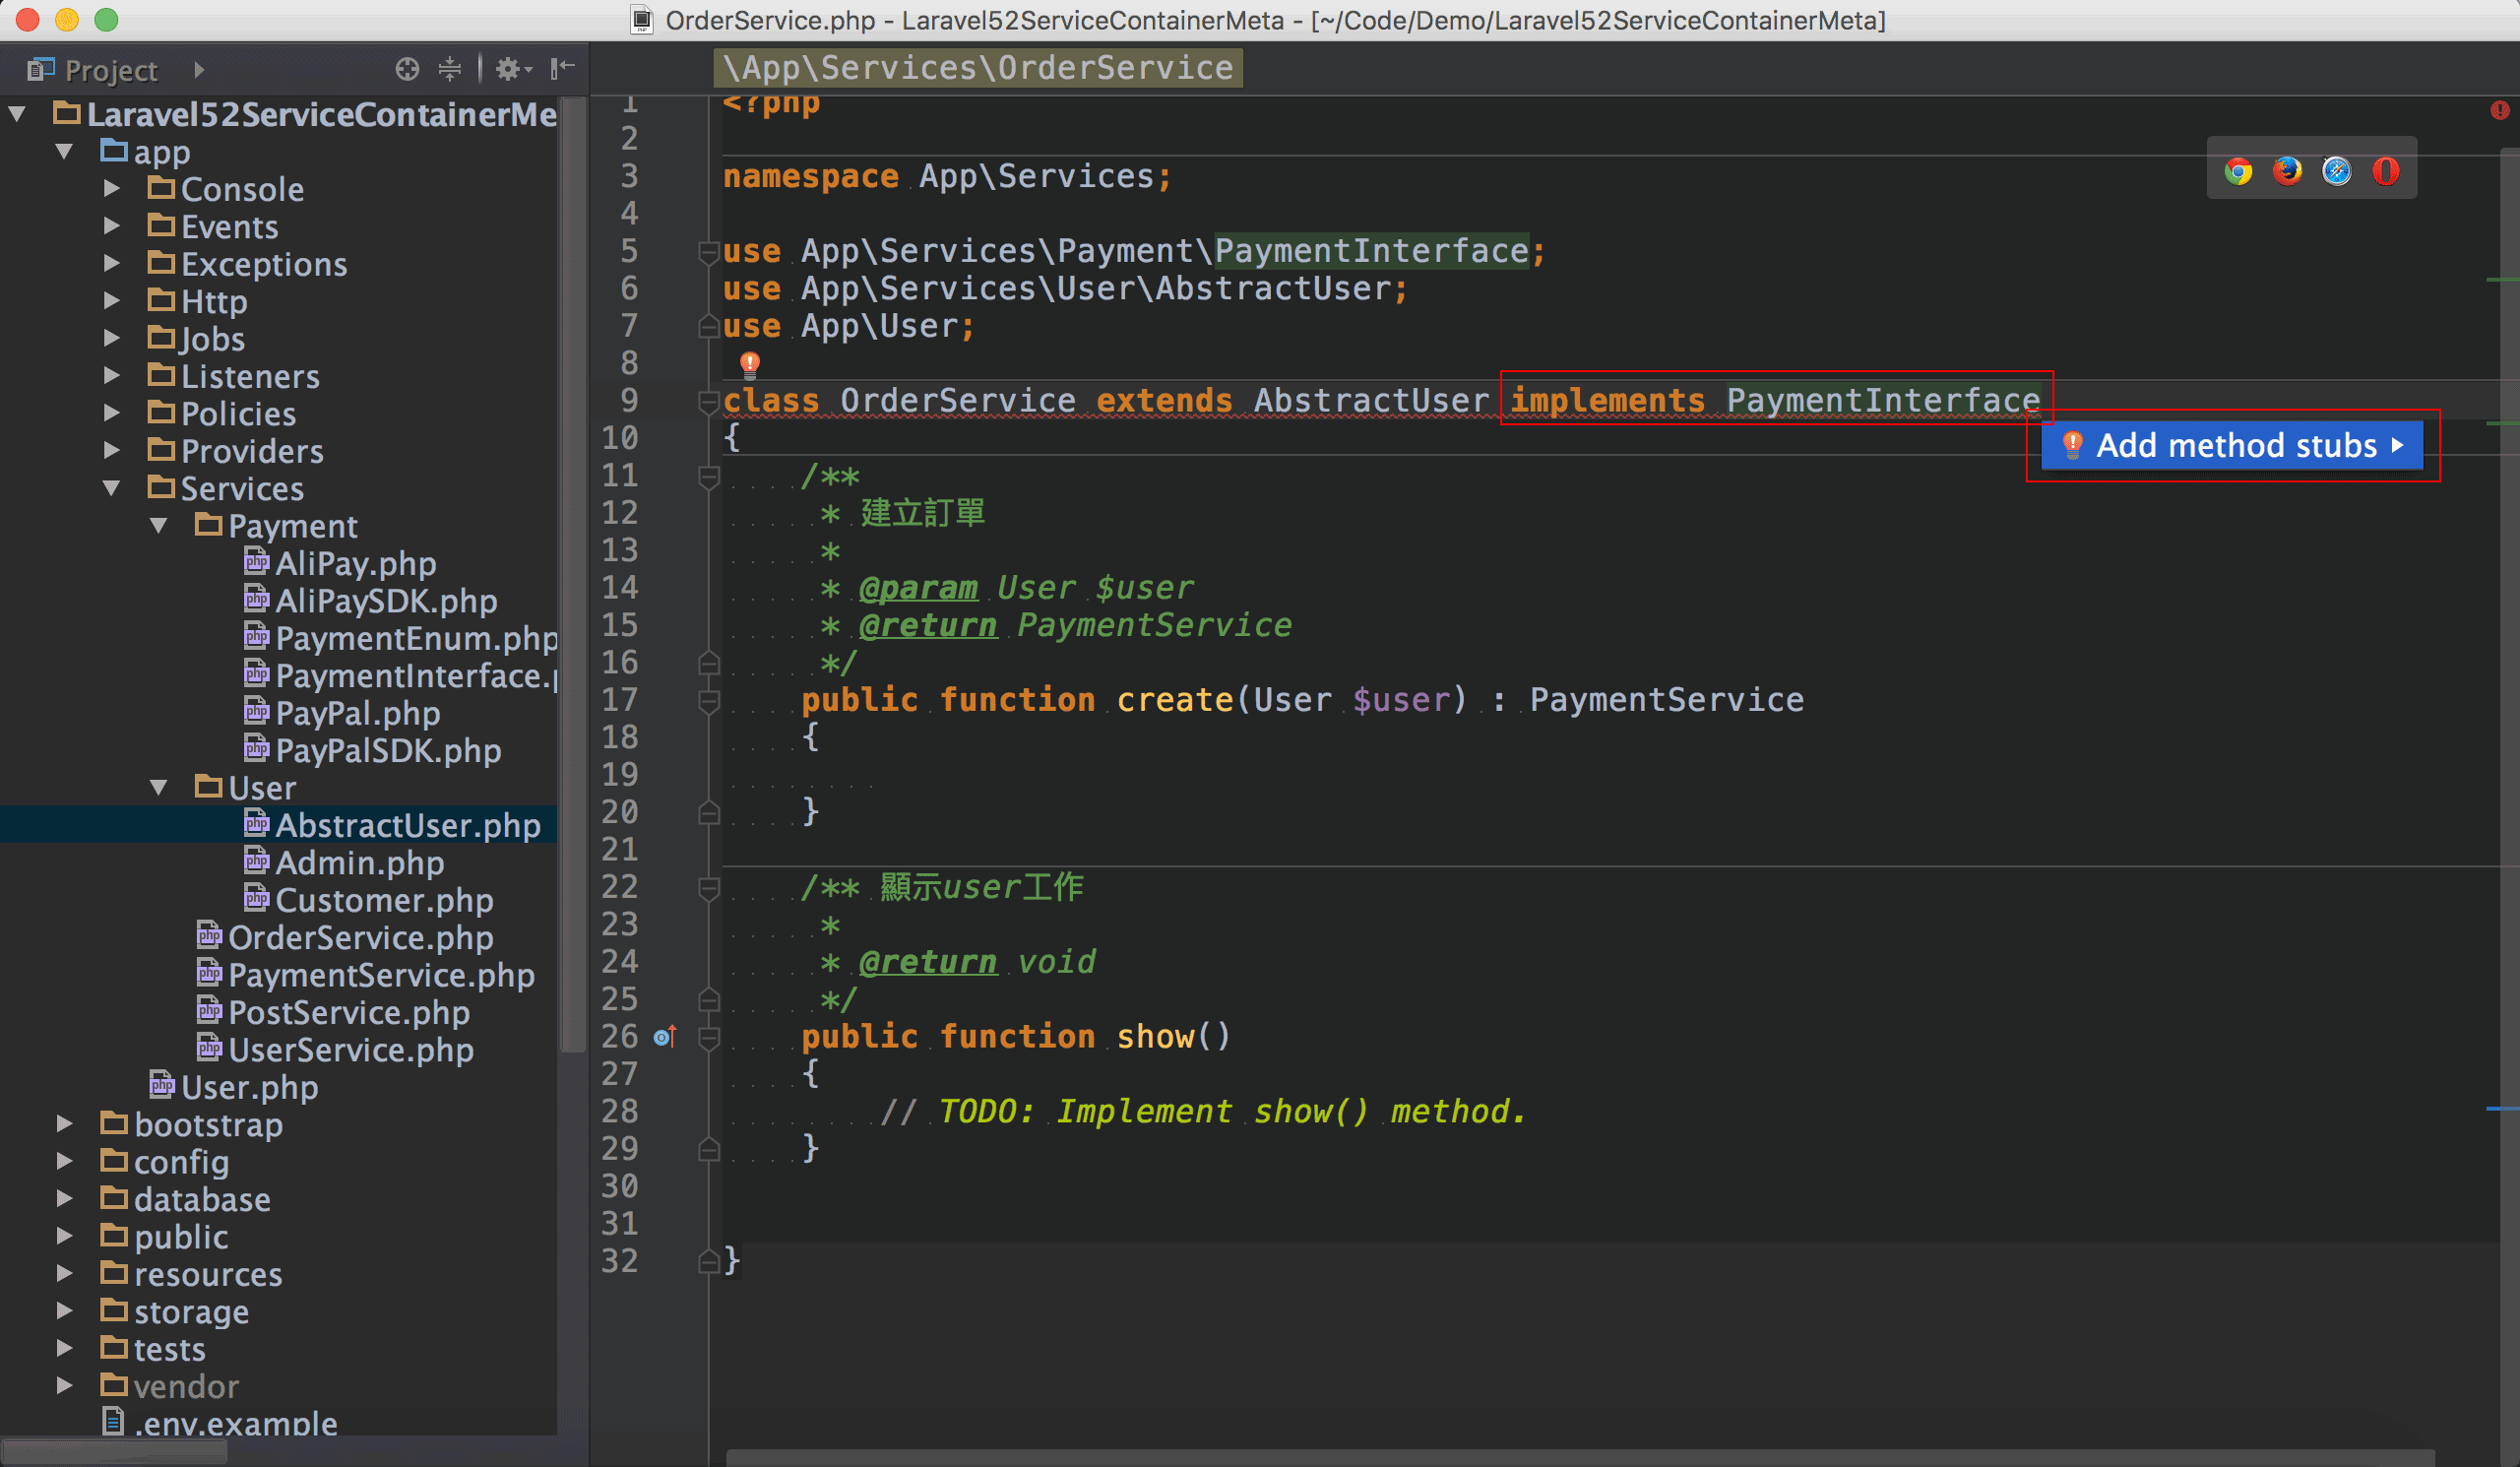 OrderService.php - Laravel52ServiceContainerMeta - [~/Code/Demo/Laravel52ServiceContainerMeta]
Project
Laravel52ServiceContainerMe
app
Console
Events
Exceptions
Http
Jobs
Listeners
Policies
Providers
Services
Payment
AliPay.php
AliPaySDK.php
PaymentEnum.php
PaymentInterface.p
PayPal.php
PayPalSDK.php
User
AbstractUser.php
Admin.php
Customer.php
OrderService.php
PaymentService.php
PostService.php
UserService.php
User.php
bootstrap
config
database
public
resources
storage
tests
vendor
.env.example
\App\Services\OrderService
1 <?php
2
3 namespace App\Services;
4
5 use App\Services\Payment\PaymentInterface;
6 use App\Services\User\AbstractUser;
7 use App\User;
8
9 class OrderService extends AbstractUser implements PaymentInterface
Add method stubs
10 {
11 /**
12 * 建立訂單
13 *
14 * @param User $user
15 * @return PaymentService
16 */
17 public function create(User $user) : PaymentService
18 {
19
20 }
21
22 /** 顯示user工作
23 *
24 * @return void
25 */
26 public function show()
27 {
28 // TODO: Implement show() method.
29 }
30
31
32 }